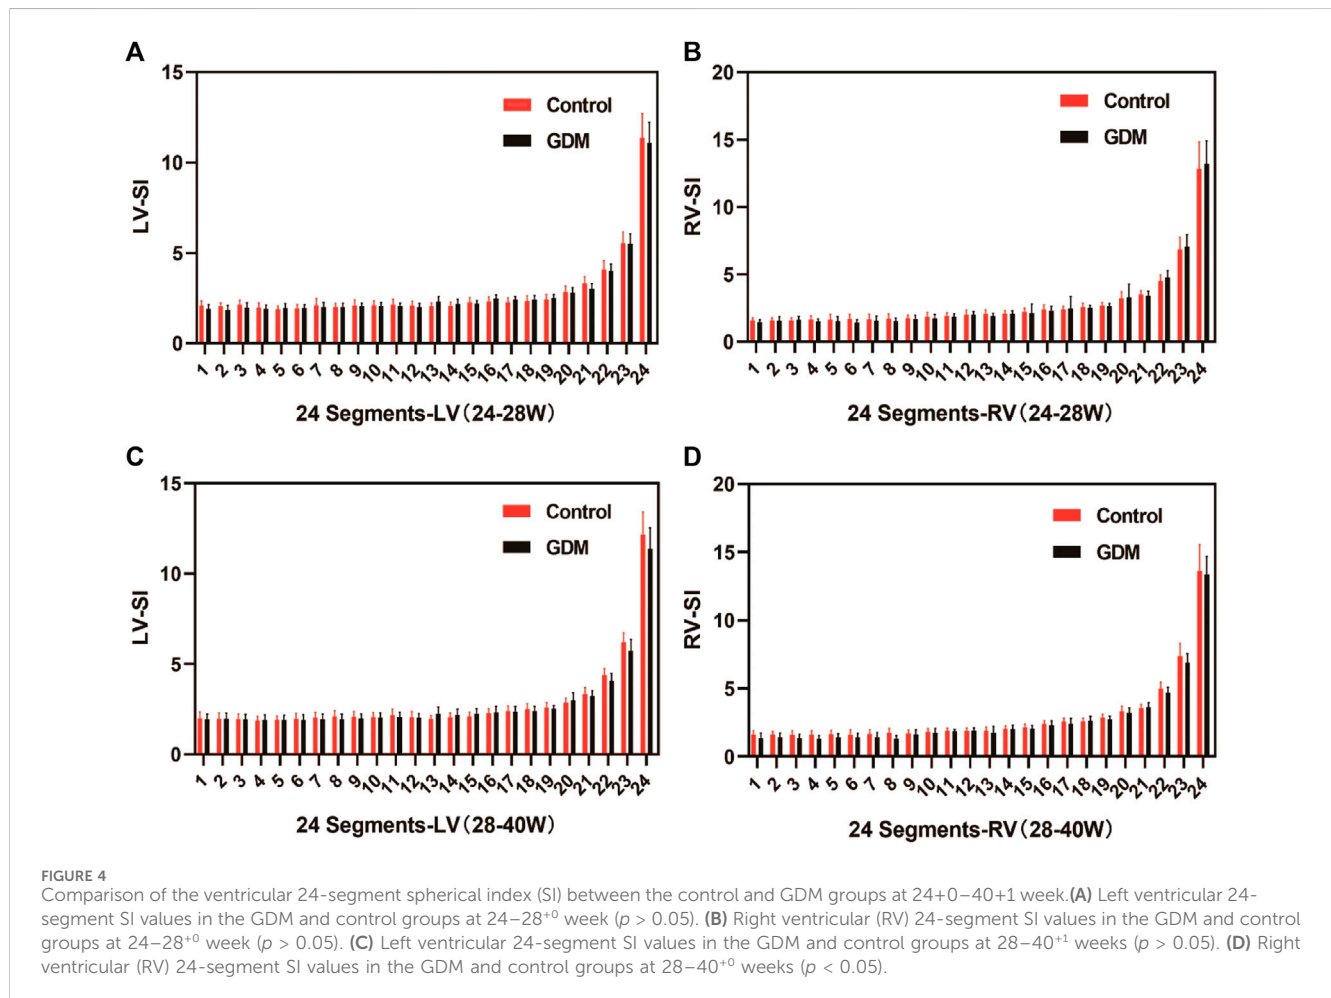 A
15
10
5
0
LV-SI
Control
GDM
1 2 3 4 5 6 7 8 9 10 11 12 13 14 15 16 17 18 19 20 21 22 23 24
24 Segments-LV(24-28W)
B
20
15
10
5
0
RV-SI
Control
GDM
1 2 3 4 5 6 7 8 9 10 11 12 13 14 15 16 17 18 19 20 21 22 23 24
24 Segments-RV(24-28W)
C
15
10
5
0
LV-SI
Control
GDM
1 2 3 4 5 6 7 8 9 10 11 12 13 14 15 16 17 18 19 20 21 22 23 24
24 Segments-LV(28-40W)
D
20
15
10
5
0
RV-SI
Control
GDM
1 2 3 4 5 6 7 8 9 10 11 12 13 14 15 16 17 18 19 20 21 22 23 24
24 Segments-RV(28-40W)
FIGURE 4
Comparison of the ventricular 24-segment spherical index (SI) between the control and GDM groups at 24+0–40+1 week.(A) Left ventricular 24-
segment SI values in the GDM and control groups at 24–28⁺⁰ week (p > 0.05). (B) Right ventricular (RV) 24-segment SI values in the GDM and control
groups at 24–28⁺⁰ week (p > 0.05). (C) Left ventricular 24-segment SI values in the GDM and control groups at 28–40⁺¹ weeks (p > 0.05). (D) Right
ventricular (RV) 24-segment SI values in the GDM and control groups at 28–40⁺⁰ weeks (p < 0.05).